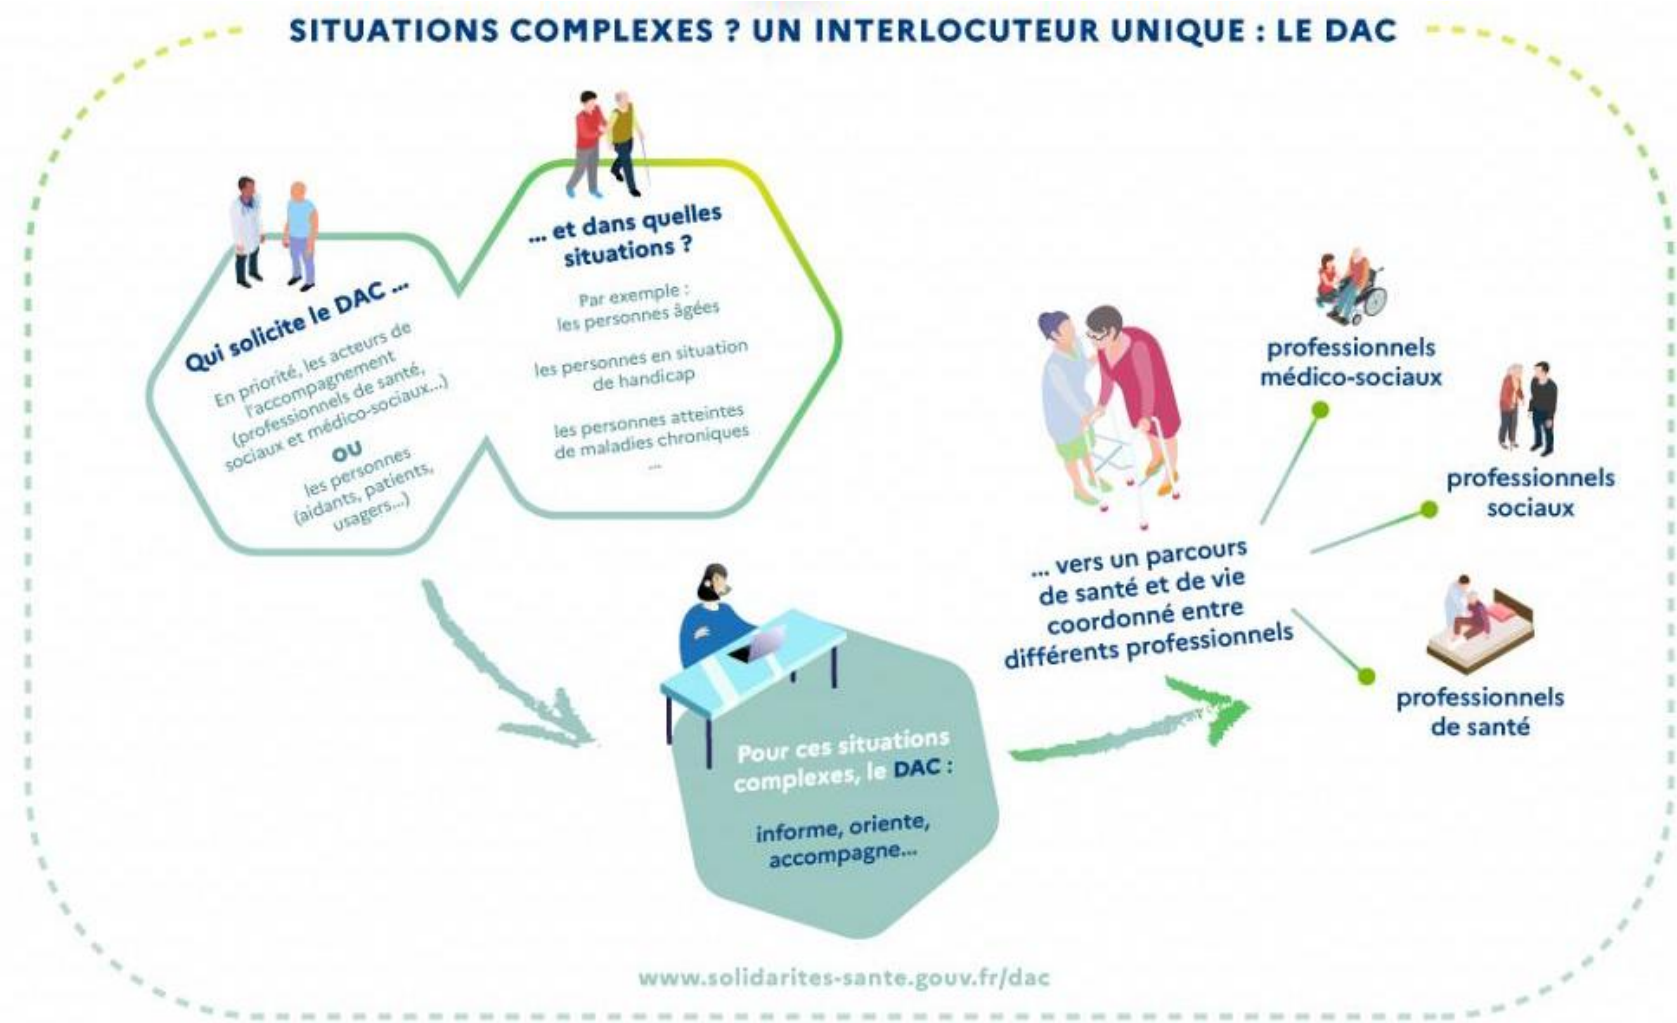 SITUATIONS COMPLEXES ? UN INTERLOCUTEUR UNIQUE : LE DAC
Qui solicite le DAC ...
En priorité, les acteurs de
l'accompagnement
(professionnels de santé,
sociaux et médico-sociaux...)
OU
les personnes
(aidants, patients,
usagers...)
... et dans quelles
situations ?
Par exemple :
les personnes âgées
les personnes en situation
de handicap
les personnes atteintes
de maladies chroniques
...
Pour ces situations
complexes, le DAC :
informe, oriente,
accompagne...
... vers un parcours
de santé et de vie
coordonné entre
différents professionnels
professionnels
médico-sociaux
professionnels
sociaux
professionnels
de santé
www.solidarites-sante.gouv.fr/dac